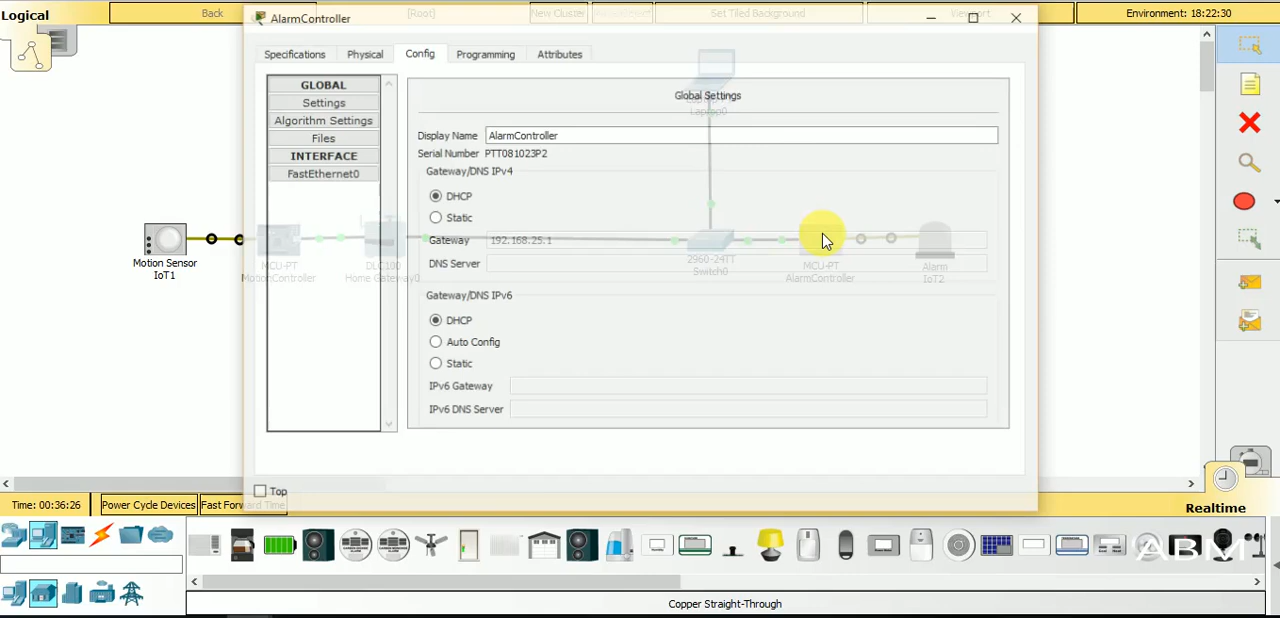 Logical
Back
[Root]
New Cluster
Set Tiled Background
Viewport
Environment: 18:22:30
AlarmController
Specifications
Physical
Config
Programming
Attributes
GLOBAL
Settings
Algorithm Settings
Files
INTERFACE
FastEthernet0
Global Settings
Laptop0
Display Name
AlarmController
Serial Number
PTT081023P2
Gateway/DNS IPv4
DHCP
Static
Gateway
192.168.25.1
DNS Server
Gateway/DNS IPv6
DHCP
Auto Config
Static
IPv6 Gateway
IPv6 DNS Server
Top
Motion Sensor
IoT1
MCU-PT
MotionController
DLC100
Home Gateway0
2960-24TT
Switch0
MCU-PT
AlarmController
Alarm
IoT2
Time: 00:36:26
Power Cycle Devices
Fast Forward Time
Realtime
ABM
Copper Straight-Through